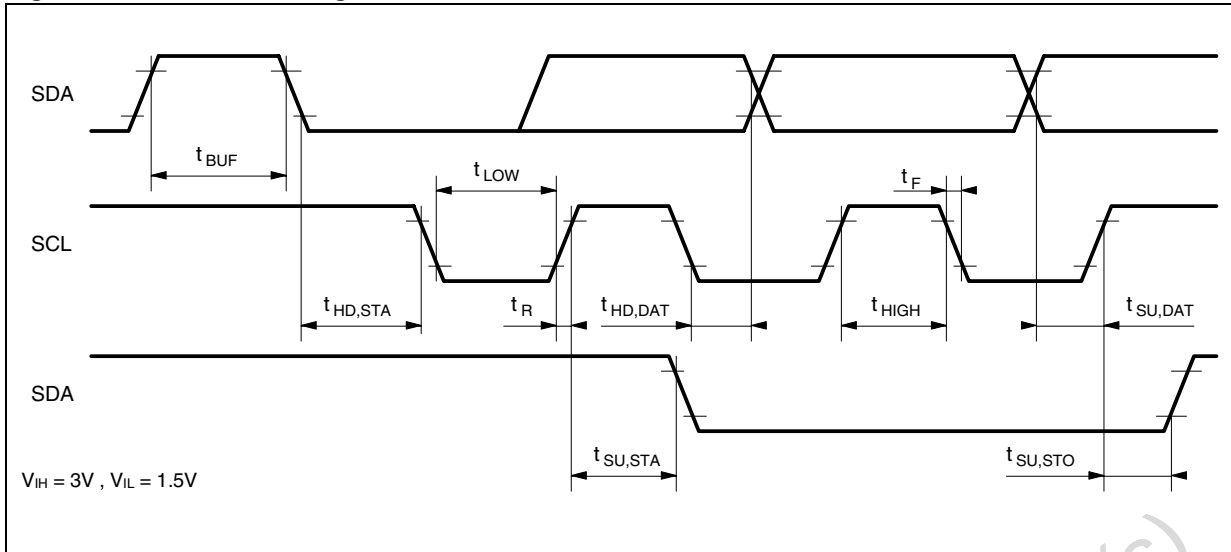 SDA
t BUF
t LOW
t F
SCL
t HD,STA
t R
t HD,DAT
t HIGH
t SU,DAT
SDA
t SU,STA
t SU,STO
VIH = 3V , VIL = 1.5V